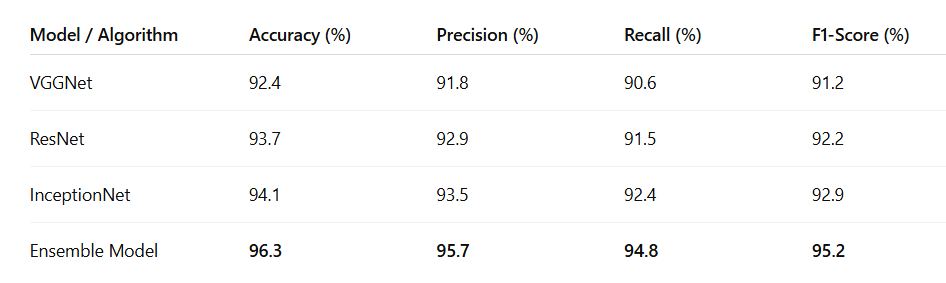 Model / Algorithm Accuracy (%) Precision (%) Recall (%) F1-Score (%)
VGGNet 92.4 91.8 90.6 91.2
ResNet 93.7 92.9 91.5 92.2
InceptionNet 94.1 93.5 92.4 92.9
Ensemble Model 96.3 95.7 94.8 95.2